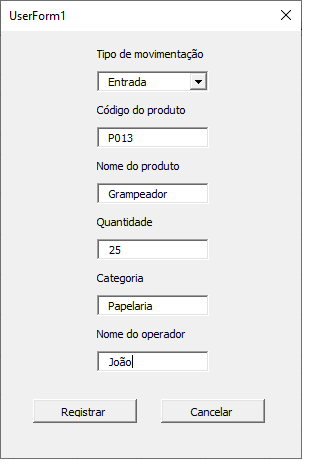 UserForm1
Tipo de movimentação
Entrada
Código do produto
P013
Nome do produto
Grampeador
Quantidade
25
Categoria
Papelaria
Nome do operador
João
Registrar
Cancelar